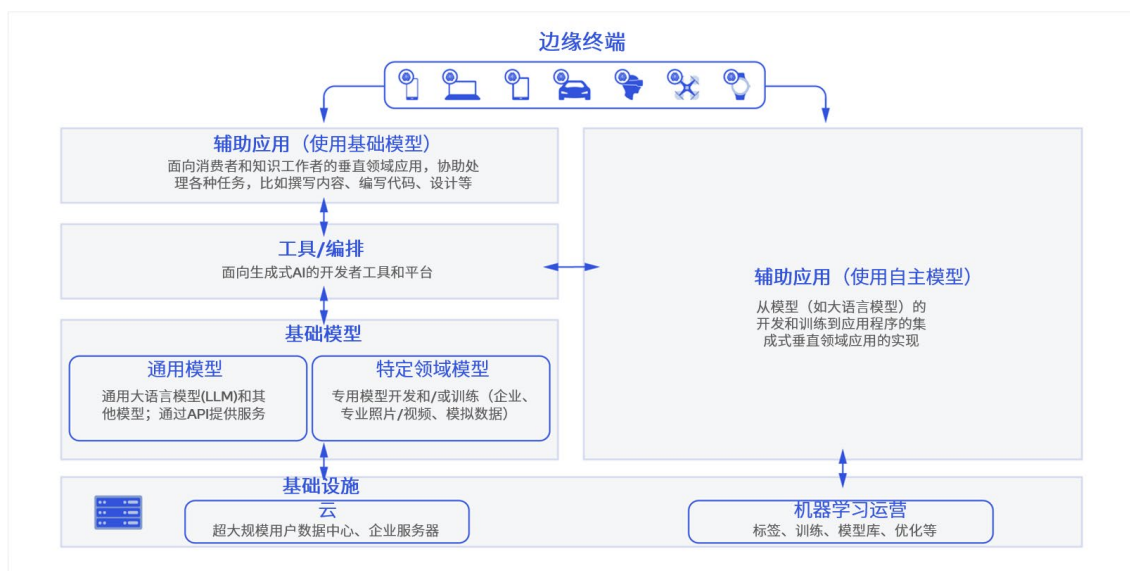 边缘终端
辅助应用（使用基础模型）
面向消费者和知识工作者的垂直领域应用，协助处
理各种任务，比如撰写内容、编写代码、设计等
工具/编排
面向生成式AI的开发者工具和平台
基础模型
通用模型
通用大语言模型(LLM)和其
他模型；通过API提供服务
特定领域模型
专用模型开发和/或训练（企业、
专业照片/视频、模拟数据）
辅助应用（使用自主模型）
从模型（如大语言模型）的
开发和训练到应用程序的集
成式垂直领域应用的实现
基础设施
云
超大规模用户数据中心、企业服务器
机器学习运营
标签、训练、模型库、优化等